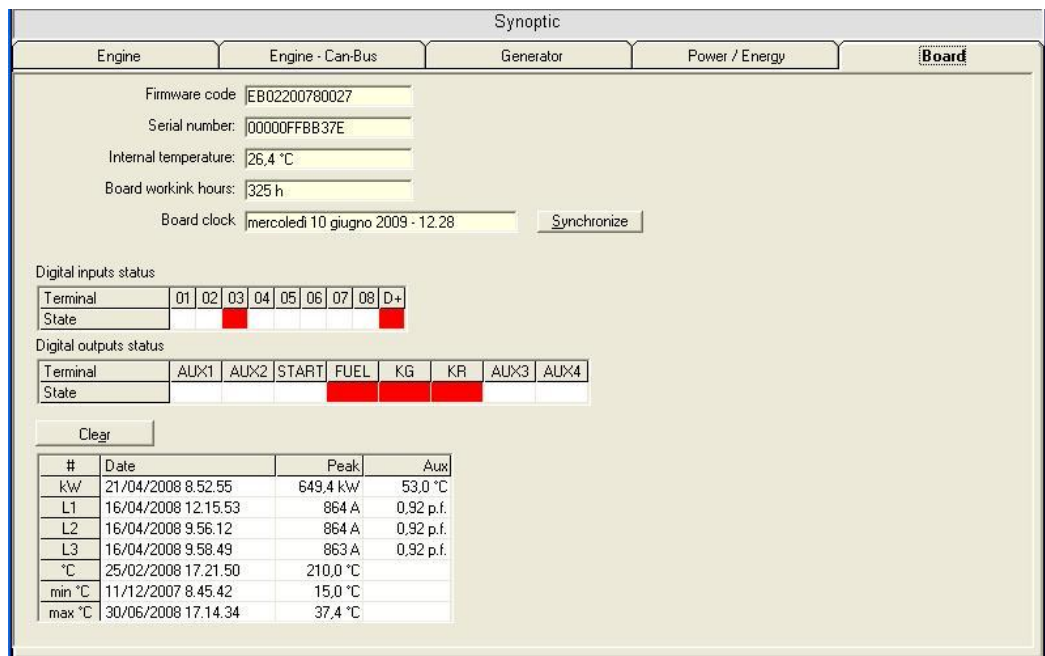 Synoptic
Engine Engine - Can-Bus Generator Power / Energy Board
Firmware code EB02200780027
Serial number: 00000FFBB37E
Internal temperature: 26,4 °C
Board workink hours: 325 h
Board clock mercoledì 10 giugno 2009 - 12.28 Synchronize
Digital inputs status
Terminal 01 02 03 04 05 06 07 08 D+
State
Digital outputs status
Terminal AUX1 AUX2 START FUEL KG KR AUX3 AUX4
State
Clear
# Date Peak Aux
kW 21/04/2008 8.52.55 649,4 kW 53,0 °C
L1 16/04/2008 12.15.53 864 A 0,92 p.f.
L2 16/04/2008 9.56.12 864 A 0,92 p.f.
L3 16/04/2008 9.58.49 863 A 0,92 p.f.
°C 25/02/2008 17.21.50 210,0 °C
min °C 11/12/2007 8.45.42 15,0 °C
max °C 30/06/2008 17.14.34 37,4 °C